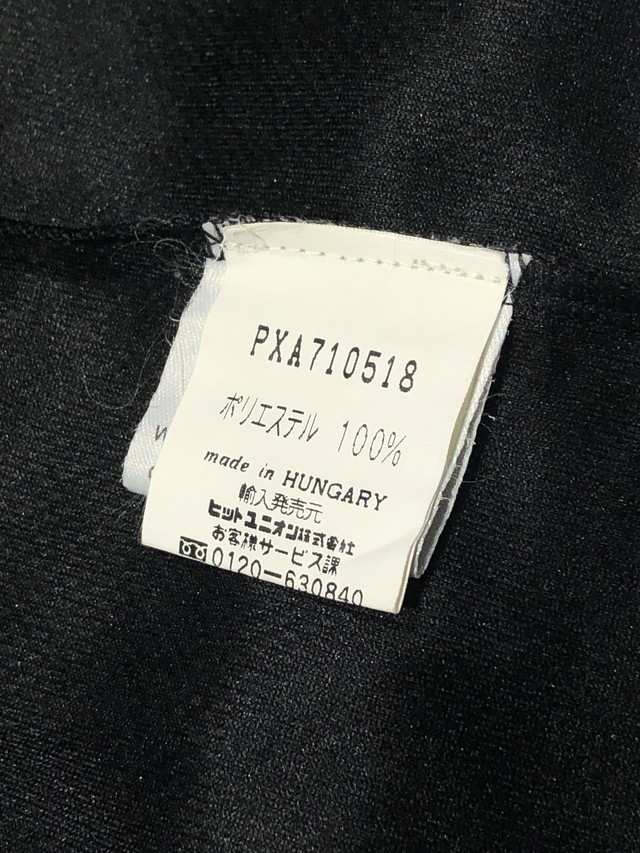 PXA710518
ポリエステル 100%
made in HUNGARY
輸入発売元
ヒットユニオン株式会社
お客様サービス課
0120-630840